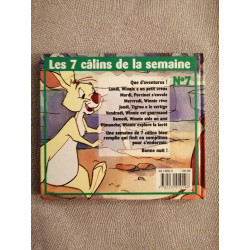 Les 7 câlins de la semaine
N°7
Que d'aventures !
Lundi, Winnie a un petit creux
Mardi, Porcinet s'envole
Mercredi, Winnie rêve
Jeudi, Tigrou a le vertige
Vendredi, Winnie est gourmand
Samedi, Winnie aide un ami
Dimanche, Winnie explore la forêt
Une semaine de 7 câlins bien
remplie qui finit en comptines
pour s'endormir.
Bonne nuit !